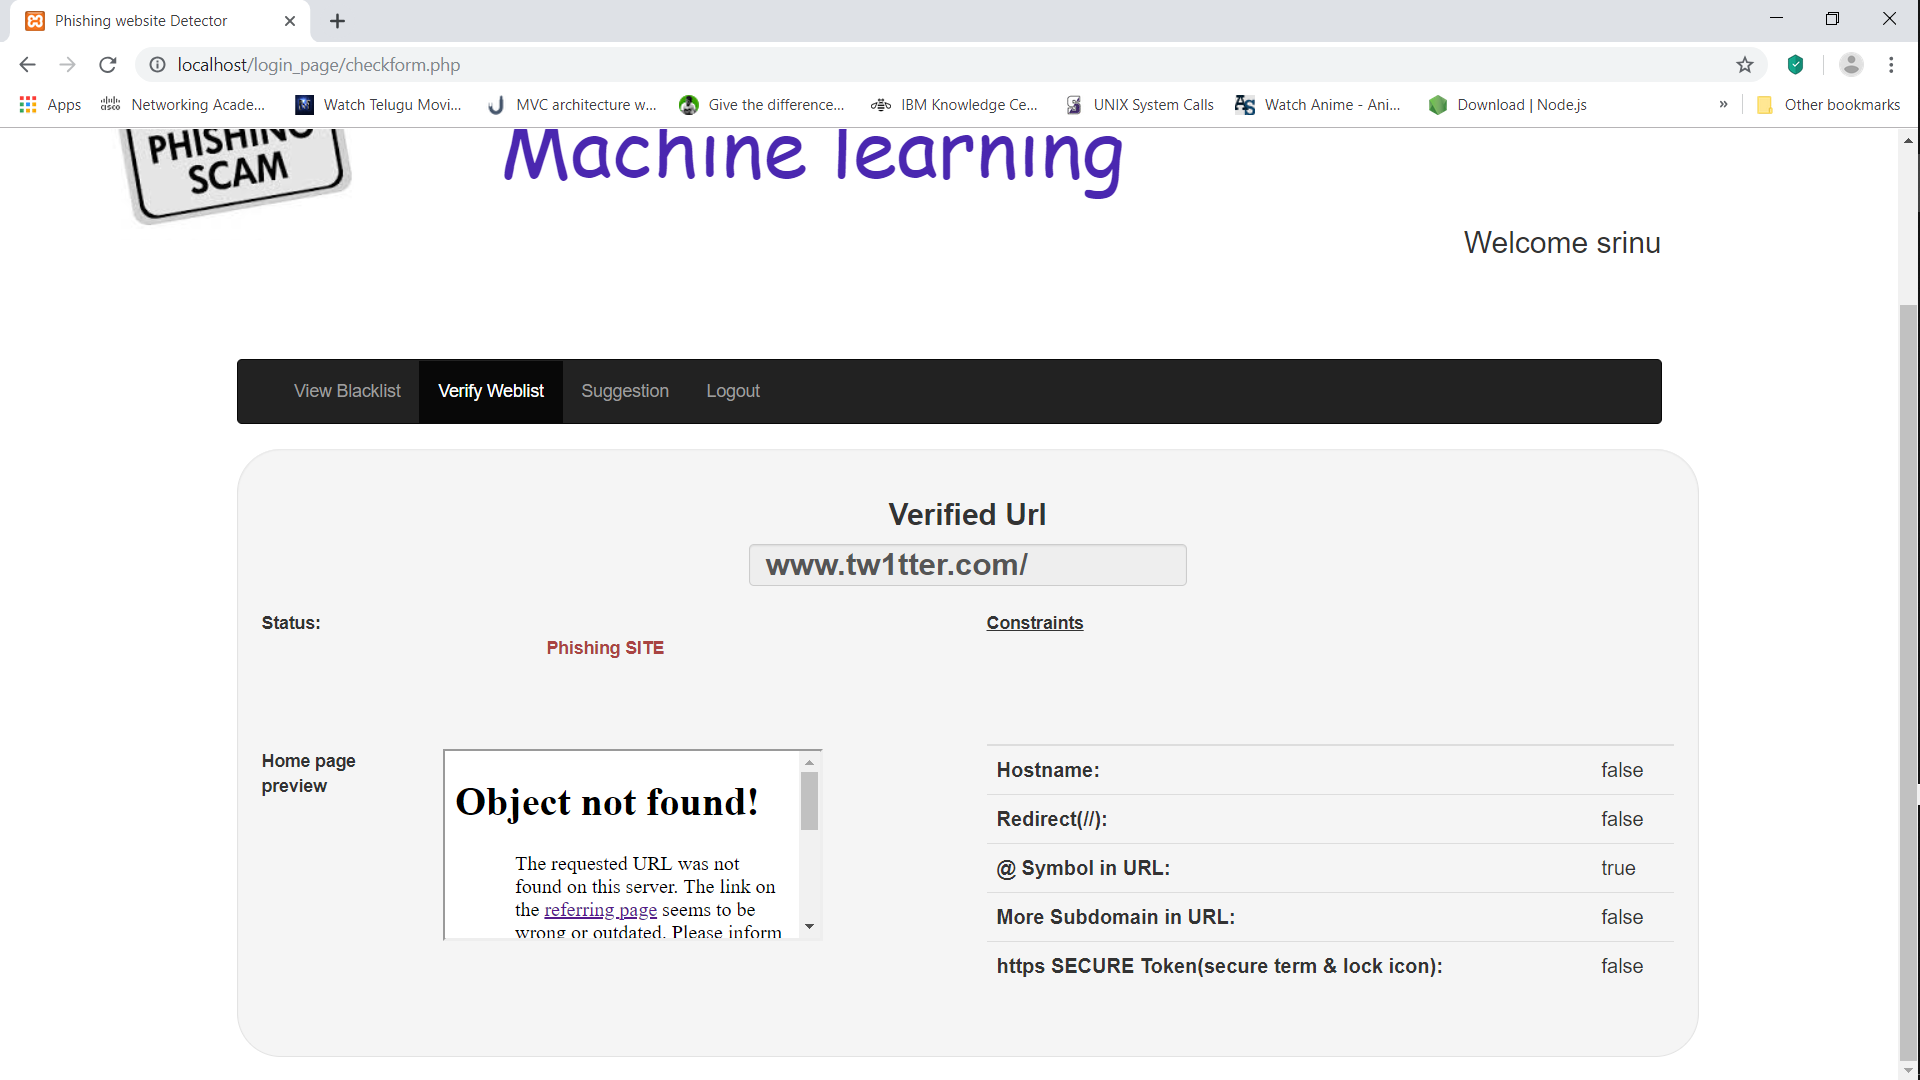 Phishing website Detector
localhost/login_page/checkform.php
Apps
Networking Acade...
Watch Telugu Movi...
MVC architecture w...
Give the difference...
IBM Knowledge Ce...
UNIX System Calls
Watch Anime - Ani...
Download | Node.js
»
Other bookmarks
PHISHING
SCAM
Machine learning
Welcome srinu
View Blacklist
Verify Weblist
Suggestion
Logout
Verified Url
www.tw1tter.com/
Status:
Phishing SITE
Constraints
Home page
preview
Object not found!
The requested URL was not
found on this server. The link on
the referring page seems to be
wrong or outdated. Please inform
Hostname: false
Redirect(//): false
@ Symbol in URL: true
More Subdomain in URL: false
https SECURE Token(secure term & lock icon): false